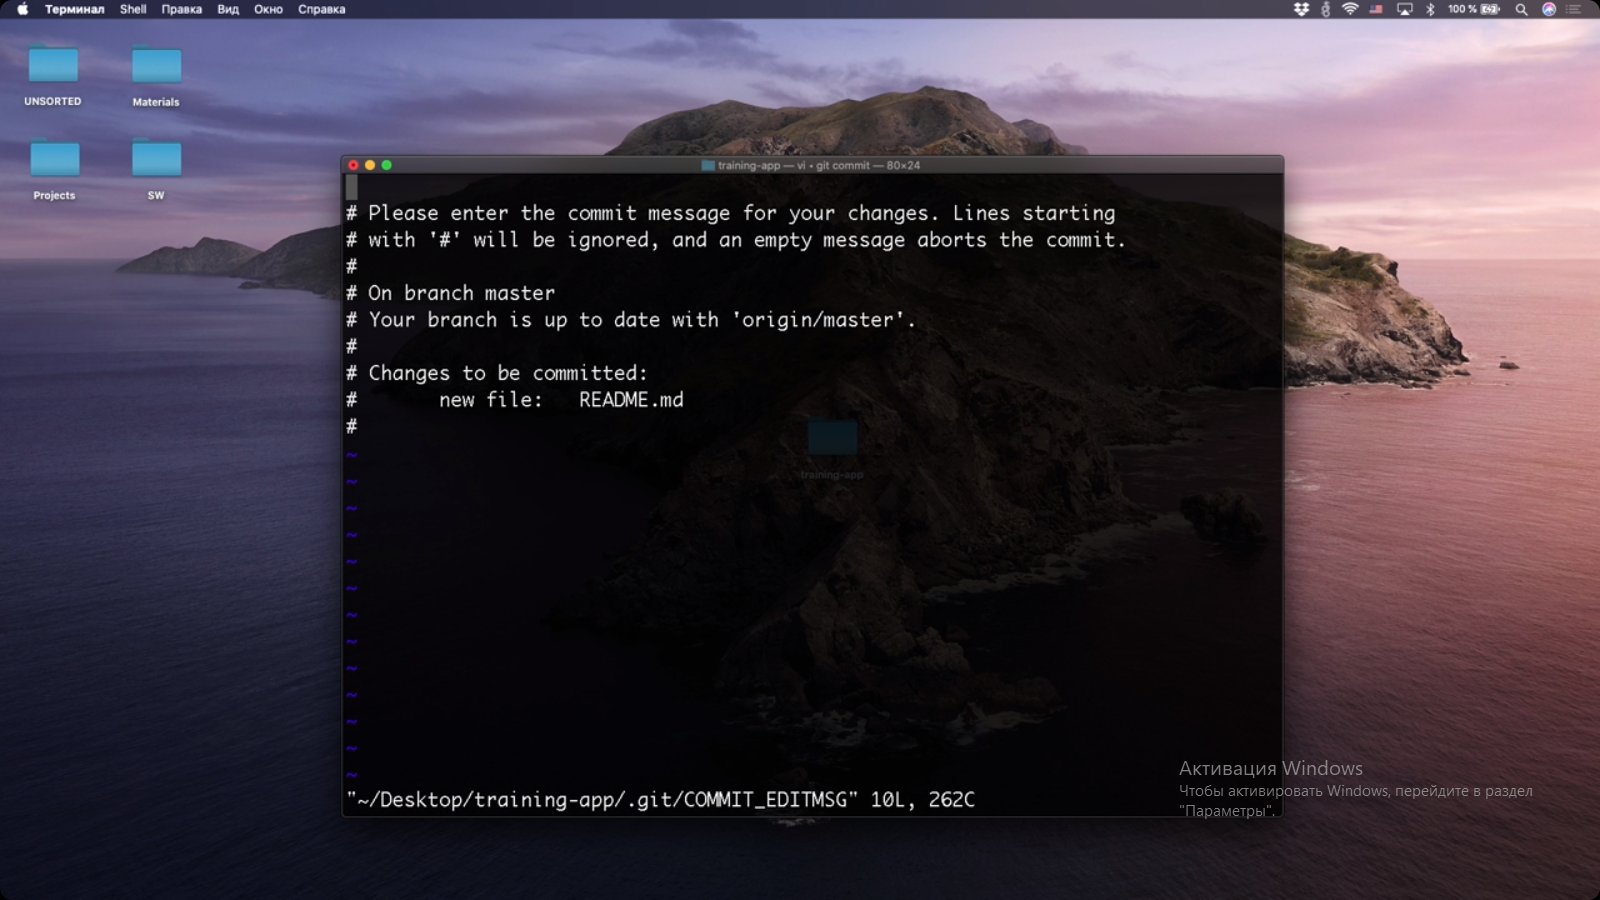 Терминал Shell Правка Вид Окно Справка 100 %
UNSORTED Materials
Projects SW
training-app — vi • git commit — 80×24
# Please enter the commit message for your changes. Lines starting
# with '#' will be ignored, and an empty message aborts the commit.
#
# On branch master
# Your branch is up to date with 'origin/master'.
#
# Changes to be committed:
#       new file:   README.md
#
training-app
~
~
~
~
~
~
~
~
~
~
~
~
~
"~/Desktop/training-app/.git/COMMIT_EDITMSG" 10L, 262C
Активация Windows
Чтобы активировать Windows, перейдите в раздел
"Параметры".